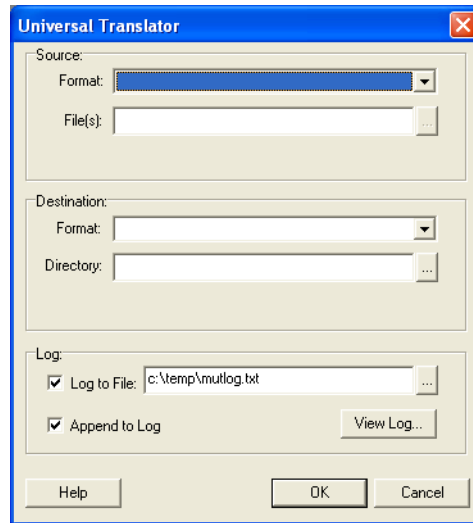 Universal Translator
Source:
Format:
File(s):
...
Destination:
Format:
Directory:
...
Log:
Log to File: c:\temp\mutlog.txt ...
Append to Log View Log...
Help OK Cancel